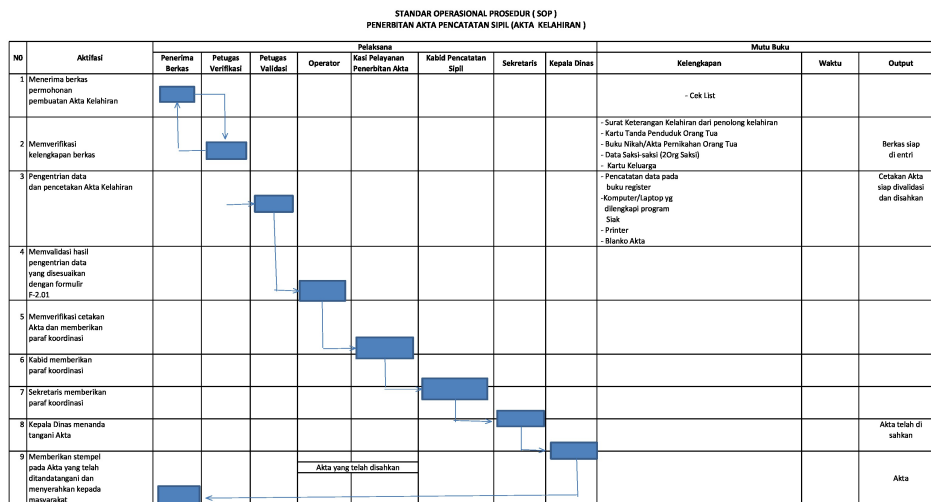 STANDAR OPERASIONAL PROSEDUR ( SOP )
PENERBITAN AKTA PENCATATAN SIPIL (AKTA KELAHIRAN )
NO
Aktifasi
Pelaksana
Mutu Buku
Penerima
Berkas
Petugas
Verifikasi
Petugas
Validasi
Operator
Kasi Pelayanan
Penerbitan Akta
Kabid Pencatatan
Sipil
Sekretaris
Kepala Dinas
Kelengkapan
Waktu
Output
1 Menerima berkas
permohonan
pembuatan Akta Kelahiran
- Cek List
2 Memverifikasi
kelengkapan berkas
- Surat Keterangan Kelahiran dari penolong kelahiran
- Kartu Tanda Penduduk Orang Tua
- Buku Nikah/Akta Pernikahan Orang Tua
- Data Saksi-saksi (2Org Saksi)
- Kartu Keluarga
Berkas siap
di entri
3 Pengentrian data
dan pencetakan Akta Kelahiran
- Pencatatan data pada
buku register
-Komputer/Laptop yg
dilengkapi program
Siak
- Printer
- Blanko Akta
Cetakan Akta
siap divalidasi
dan disahkan
4 Memvalidasi hasil
pengentrian data
yang disesuaikan
dengan formulir
F-2.01
5 Memverifikasi cetakan
Akta dan memberikan
paraf koordinasi
6 Kabid memberikan
paraf koordinasi
7 Sekretaris memberikan
paraf koordinasi
8 Kepala Dinas menanda
tangani Akta
Akta telah di
sahkan
9 Memberikan stempel
pada Akta yang telah
ditandatangani dan
menyerahkan kepada
masyarakat
Akta yang telah disahkan
Akta